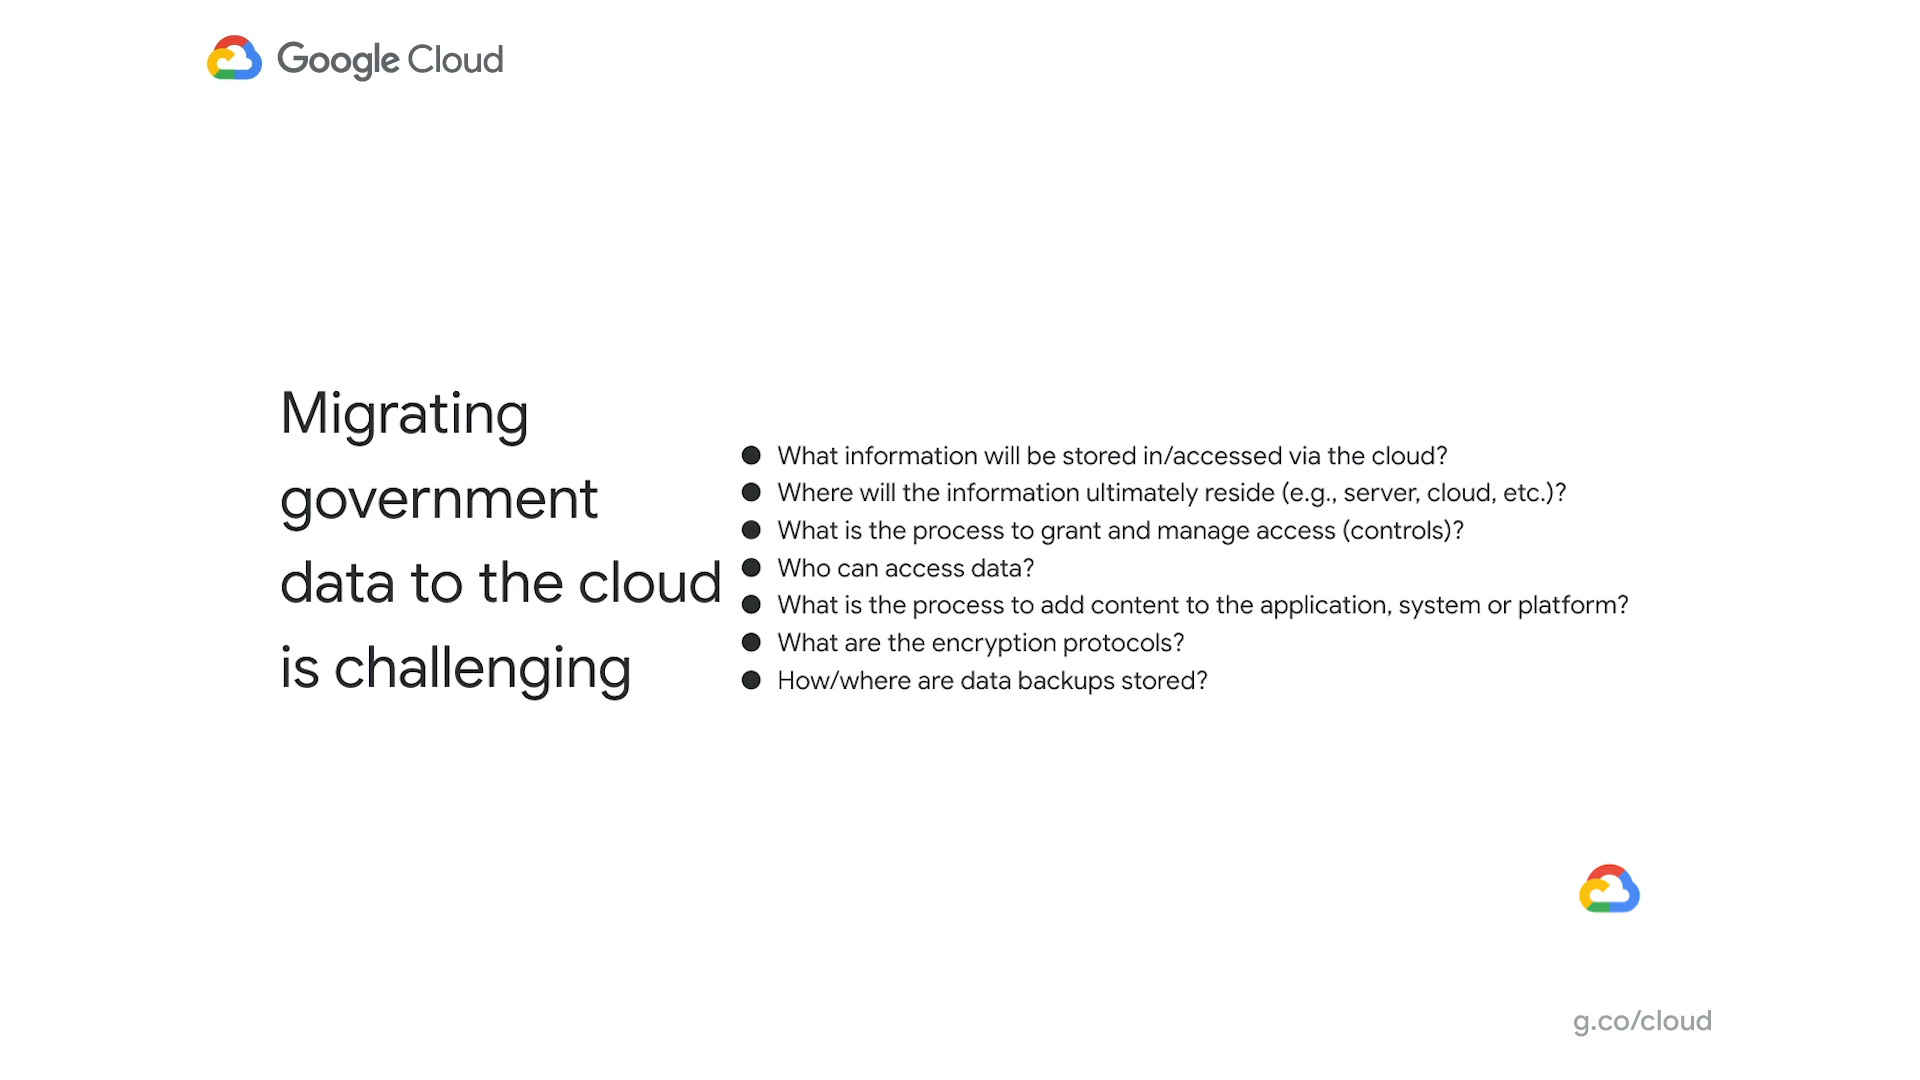 Google Cloud
Migrating
government
data to the cloud
is challenging
● What information will be stored in/accessed via the cloud?
● Where will the information ultimately reside (e.g., server, cloud, etc.)?
● What is the process to grant and manage access (controls)?
● Who can access data?
● What is the process to add content to the application, system or platform?
● What are the encryption protocols?
● How/where are data backups stored?
g.co/cloud